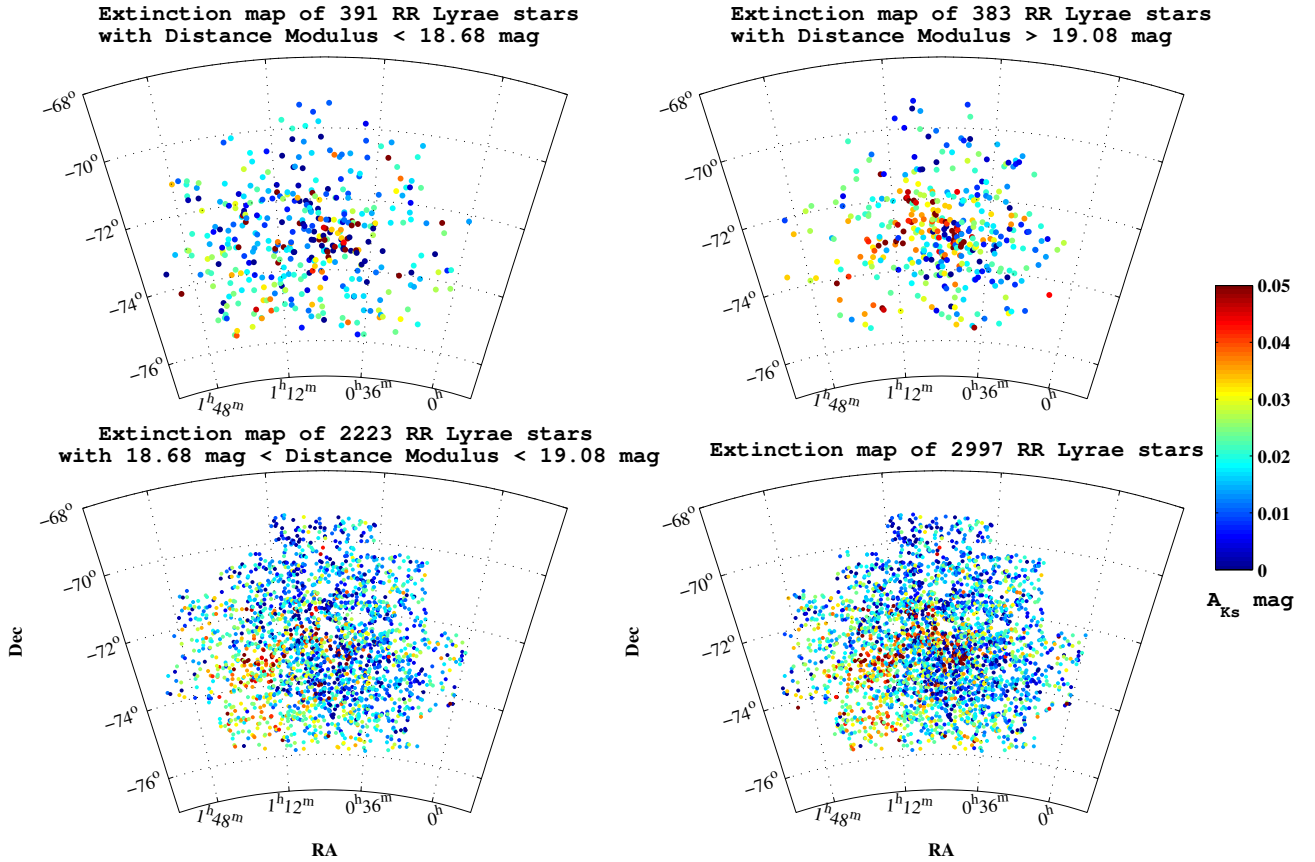 Extinction map of 391 RR Lyrae stars
with Distance Modulus < 18.68 mag
−68°
−70°
−72°
−74°
−76°
1h48m
1h12m
0h36m
0h
Extinction map of 383 RR Lyrae stars
with Distance Modulus > 19.08 mag
−68°
−70°
−72°
−74°
−76°
1h48m
1h12m
0h36m
0h
0.05
0.04
0.03
0.02
0.01
0
A_Ks mag
Extinction map of 2223 RR Lyrae stars
with 18.68 mag < Distance Modulus < 19.08 mag
−68°
−70°
−72°
−74°
−76°
Dec
1h48m
1h12m
0h36m
0h
RA
Extinction map of 2997 RR Lyrae stars
−68°
−70°
−72°
−74°
−76°
Dec
1h48m
1h12m
0h36m
0h
RA